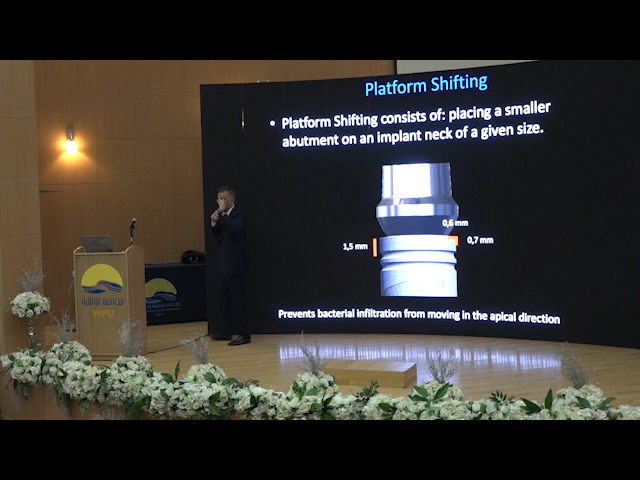 Platform Shifting
• Platform Shifting consists of: placing a smaller
abutment on an implant neck of a given size.
0,6 mm
1,5 mm
0,7 mm
Prevents bacterial infiltration from moving in the apical direction
WPU